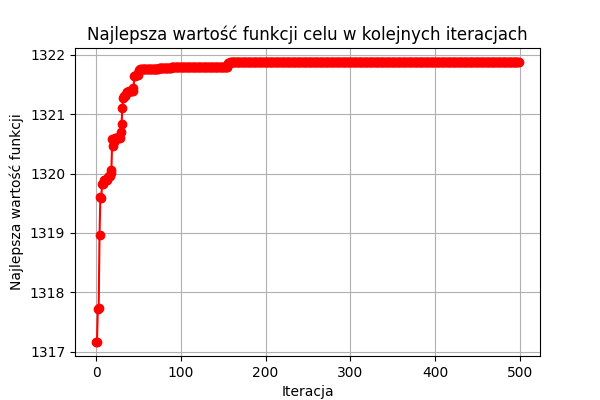 Najlepsza wartość funkcji celu w kolejnych iteracjach
1322
1321
1320
1319
1318
1317
Najlepsza wartość funkcji
0 100 200 300 400 500
Iteracja